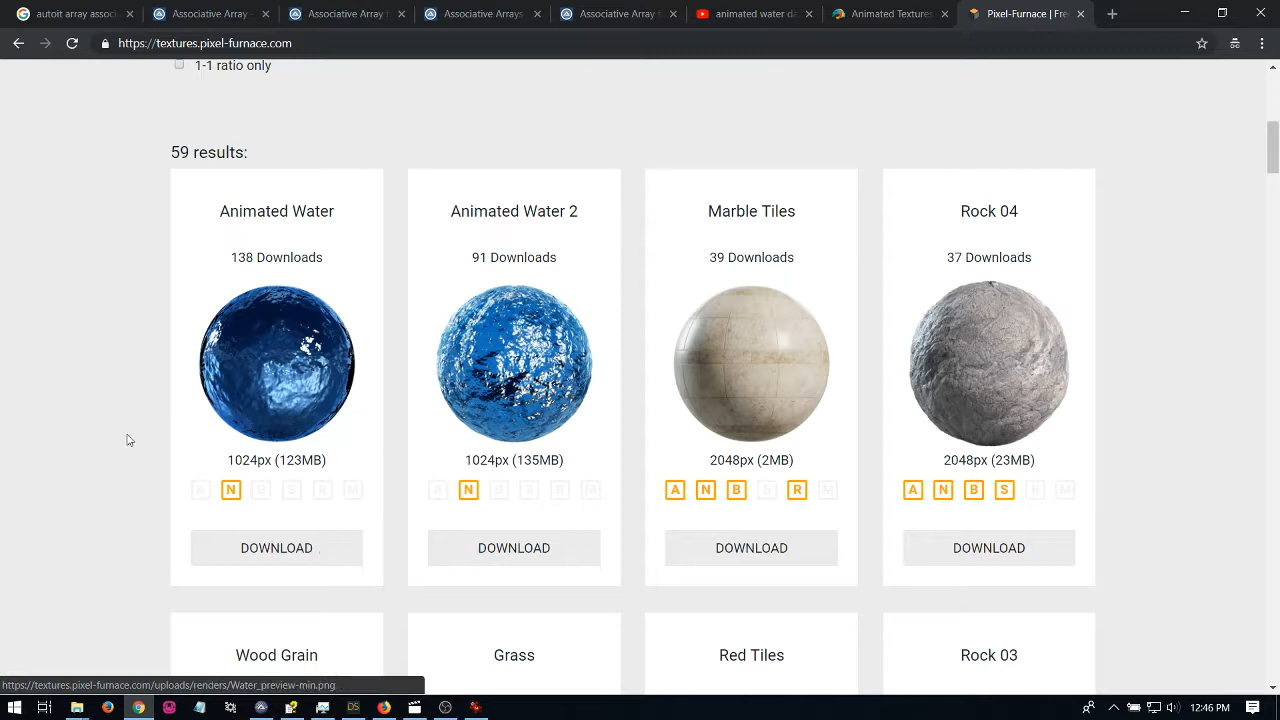 autoit array associ
Associative Array -
Associative Array
Associative Arrays
Associative Array
animated water da
Animated Textures
Pixel-Furnace | Fre
https://textures.pixel-furnace.com
1-1 ratio only
59 results:
Animated Water
Animated Water 2
Marble Tiles
Rock 04
138 Downloads
91 Downloads
39 Downloads
37 Downloads
1024px (123MB)
1024px (135MB)
2048px (2MB)
2048px (23MB)
A N B S R M
A N B S R M
A N B S R M
A N B S R M
DOWNLOAD
DOWNLOAD
DOWNLOAD
DOWNLOAD
Wood Grain
Grass
Red Tiles
Rock 03
https://textures.pixel-furnace.com/uploads/renders/Water_preview-min.png
DS
12:46 PM